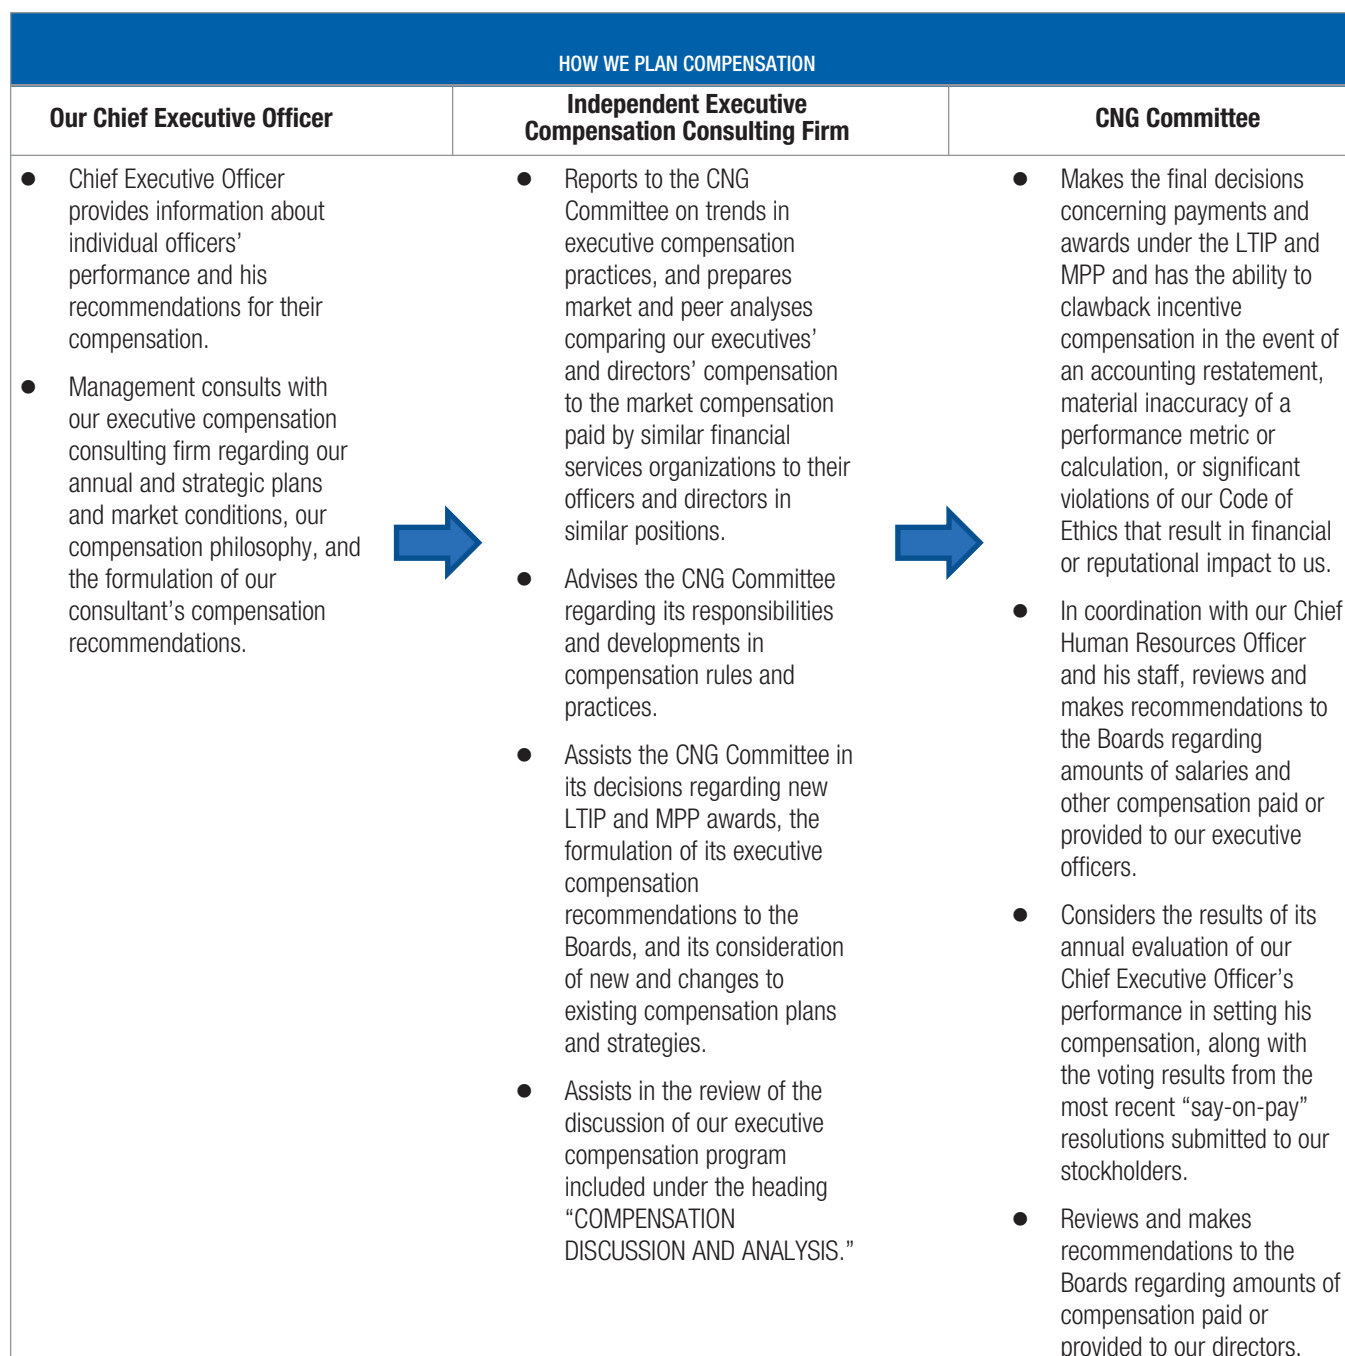 HOW WE PLAN COMPENSATION
Our Chief Executive Officer
Independent Executive
Compensation Consulting Firm
CNG Committee
● Chief Executive Officer
provides information about
individual officers’
performance and his
recommendations for their
compensation.
● Management consults with
our executive compensation
consulting firm regarding our
annual and strategic plans
and market conditions, our
compensation philosophy, and
the formulation of our
consultant’s compensation
recommendations.
● Reports to the CNG
Committee on trends in
executive compensation
practices, and prepares
market and peer analyses
comparing our executives’
and directors’ compensation
to the market compensation
paid by similar financial
services organizations to their
officers and directors in
similar positions.
● Advises the CNG Committee
regarding its responsibilities
and developments in
compensation rules and
practices.
● Assists the CNG Committee in
its decisions regarding new
LTIP and MPP awards, the
formulation of its executive
compensation
recommendations to the
Boards, and its consideration
of new and changes to
existing compensation plans
and strategies.
● Assists in the review of the
discussion of our executive
compensation program
included under the heading
“COMPENSATION
DISCUSSION AND ANALYSIS.”
● Makes the final decisions
concerning payments and
awards under the LTIP and
MPP and has the ability to
clawback incentive
compensation in the event of
an accounting restatement,
material inaccuracy of a
performance metric or
calculation, or significant
violations of our Code of
Ethics that result in financial
or reputational impact to us.
● In coordination with our Chief
Human Resources Officer
and his staff, reviews and
makes recommendations to
the Boards regarding
amounts of salaries and
other compensation paid or
provided to our executive
officers.
● Considers the results of its
annual evaluation of our
Chief Executive Officer’s
performance in setting his
compensation, along with
the voting results from the
most recent “say-on-pay”
resolutions submitted to our
stockholders.
● Reviews and makes
recommendations to the
Boards regarding amounts of
compensation paid or
provided to our directors.